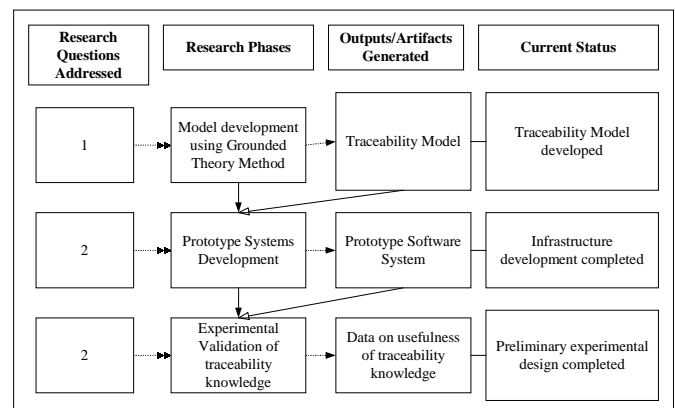 Research
Questions
Addressed
Research Phases
Outputs/Artifacts
Generated
Current Status
1
Model development
using Grounded
Theory Method
Traceability Model
Traceability Model
developed
2
Prototype Systems
Development
Prototype Software
System
Infrastructure
development completed
2
Experimental
Validation of
traceability
knowledge
Data on usefulness
of traceability
knowledge
Preliminary experimental
design completed